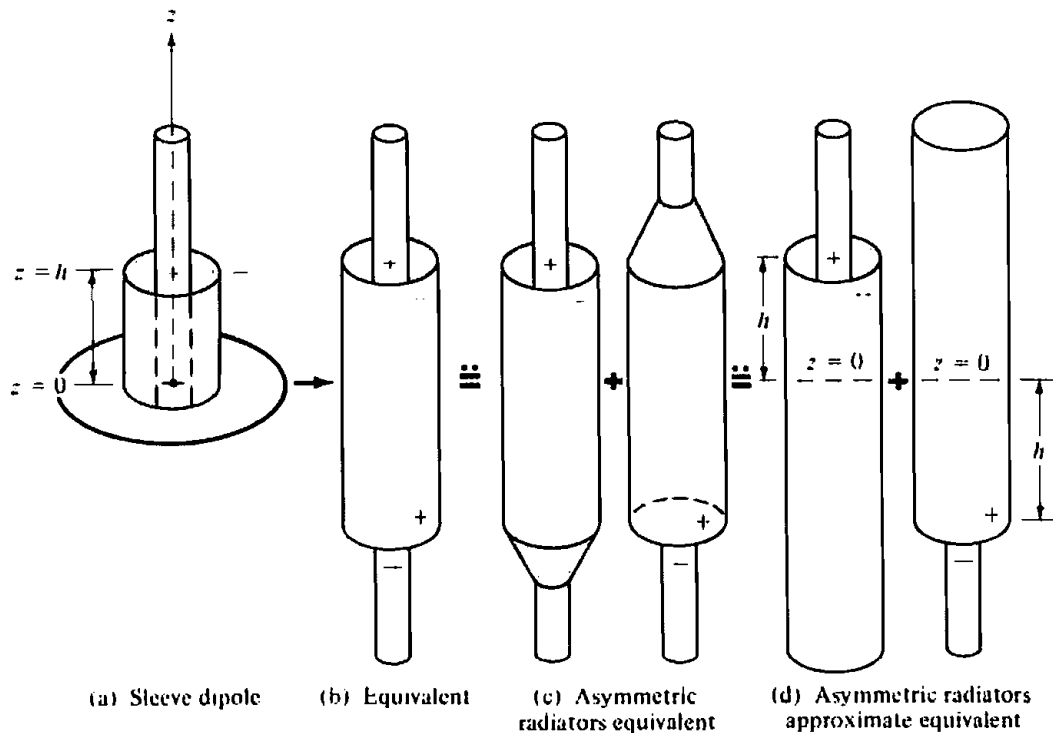 z
z = h
z = 0
+
−
+
−
+
−
+
−
≅
+
−
+
+
−
≅
h
z = 0
+
z = 0
h
+
−
(a) Sleeve dipole
(b) Equivalent
(c) Asymmetric
radiators equivalent
(d) Asymmetric radiators
approximate equivalent